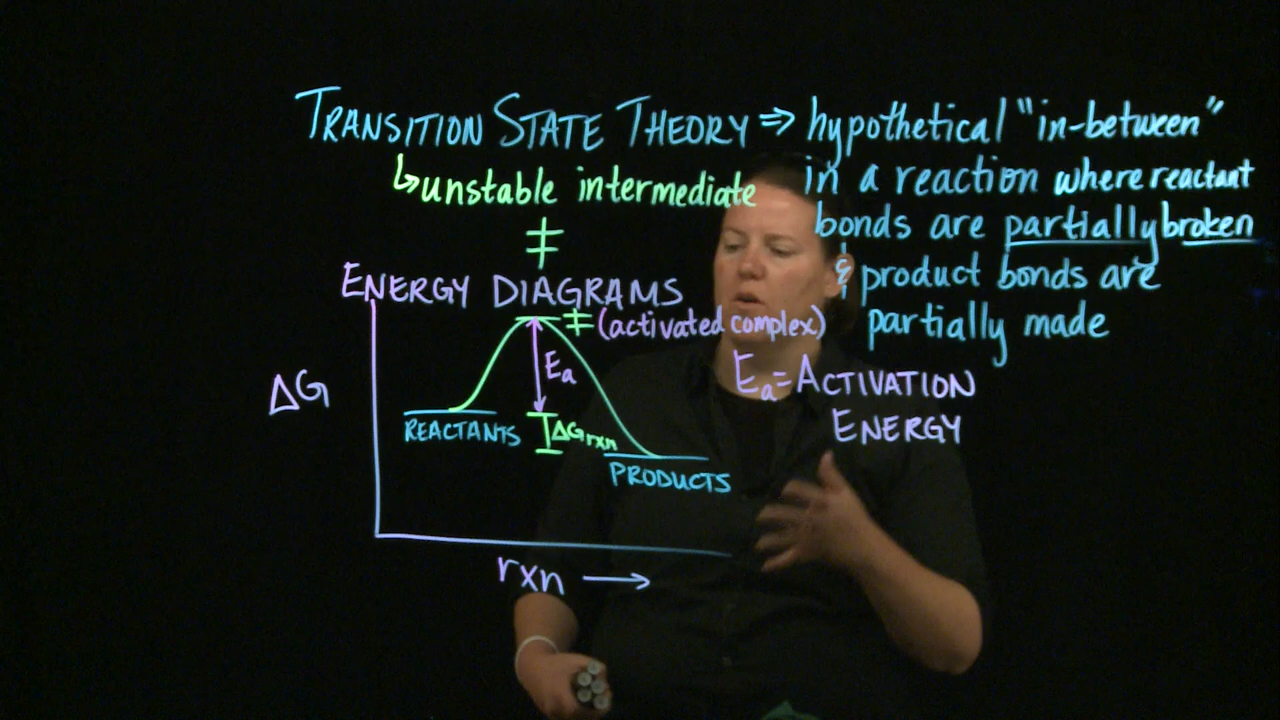 TRANSITION STATE THEORY ⇒ hypothetical "in-between"
in a reaction where reactant
bonds are partially broken
& product bonds are
partially made
↳ unstable intermediate
‡
ENERGY DIAGRAMS
‡ (activated complex)
Ea
Ea = ACTIVATION
ENERGY
ΔG
REACTANTS
ΔGrxn
PRODUCTS
rxn →